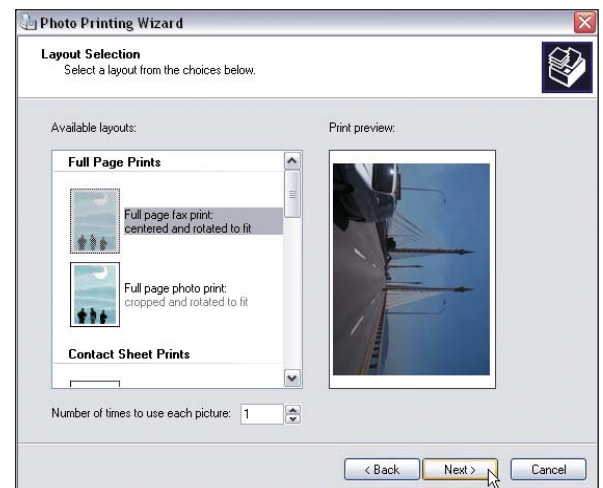 Photo Printing Wizard
Layout Selection
Select a layout from the choices below.
Available layouts:
Print preview:
Full Page Prints
Full page fax print:
centered and rotated to fit
Full page photo print:
cropped and rotated to fit
Contact Sheet Prints
Number of times to use each picture: 1
< Back Next > Cancel